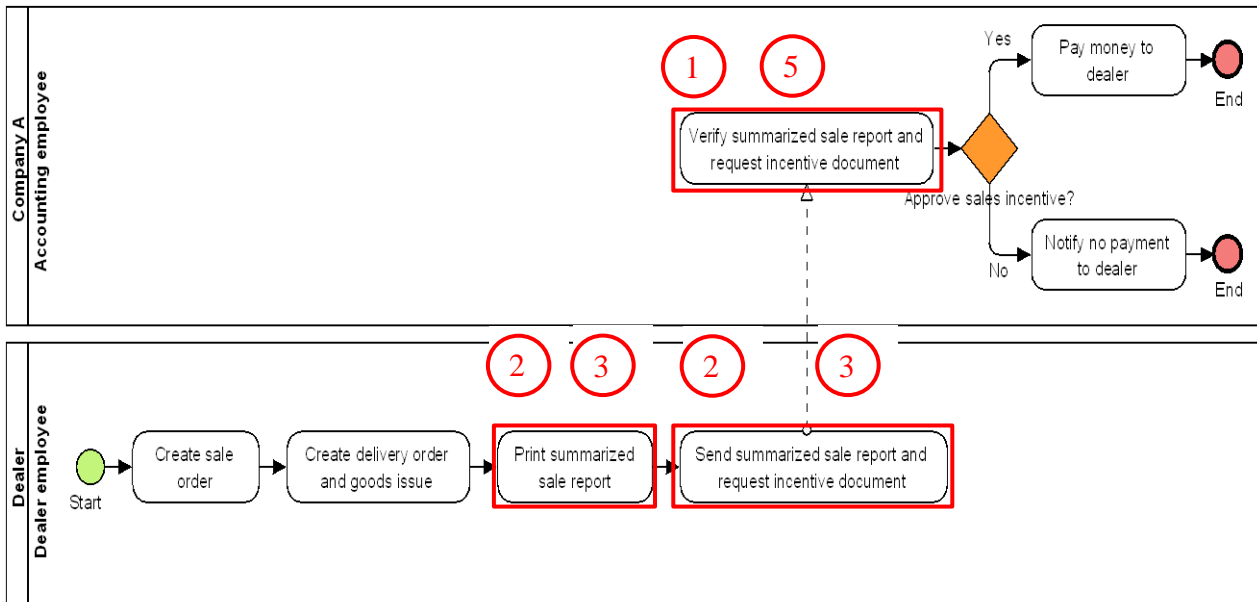 Company A
Accounting employee
1
5
Verify summarized sale report and
request incentive document
Approve sales incentive?
Yes
Pay money to
dealer
End
No
Notify no payment
to dealer
End
Dealer
Dealer employee
2
3
2
3
Start
Create sale
order
Create delivery order
and goods issue
Print summarized
sale report
Send summarized sale report and
request incentive document